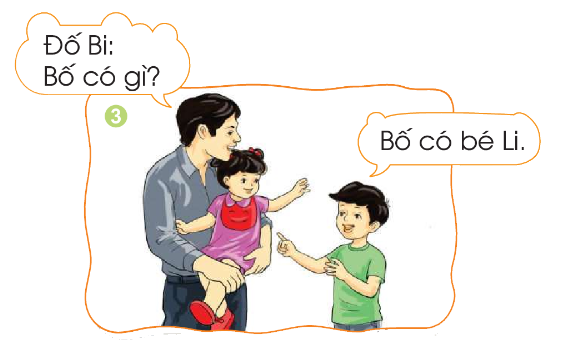 Đố Bi:
Bố có gì?
3
Bố có bé Li.